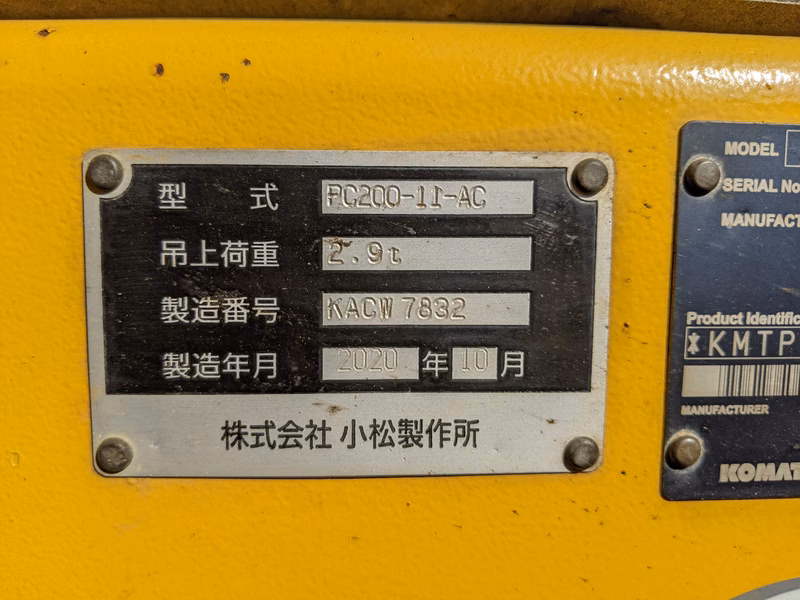 型 式 PC200-11-AC
吊上荷重 2.9t
製造番号 KACW7832
製造年月 2020 年 10 月
株式会社 小松製作所
MODEL
SERIAL No
MANUFACT
Product Identific
*KMTP
MANUFACTURER
KOMAT